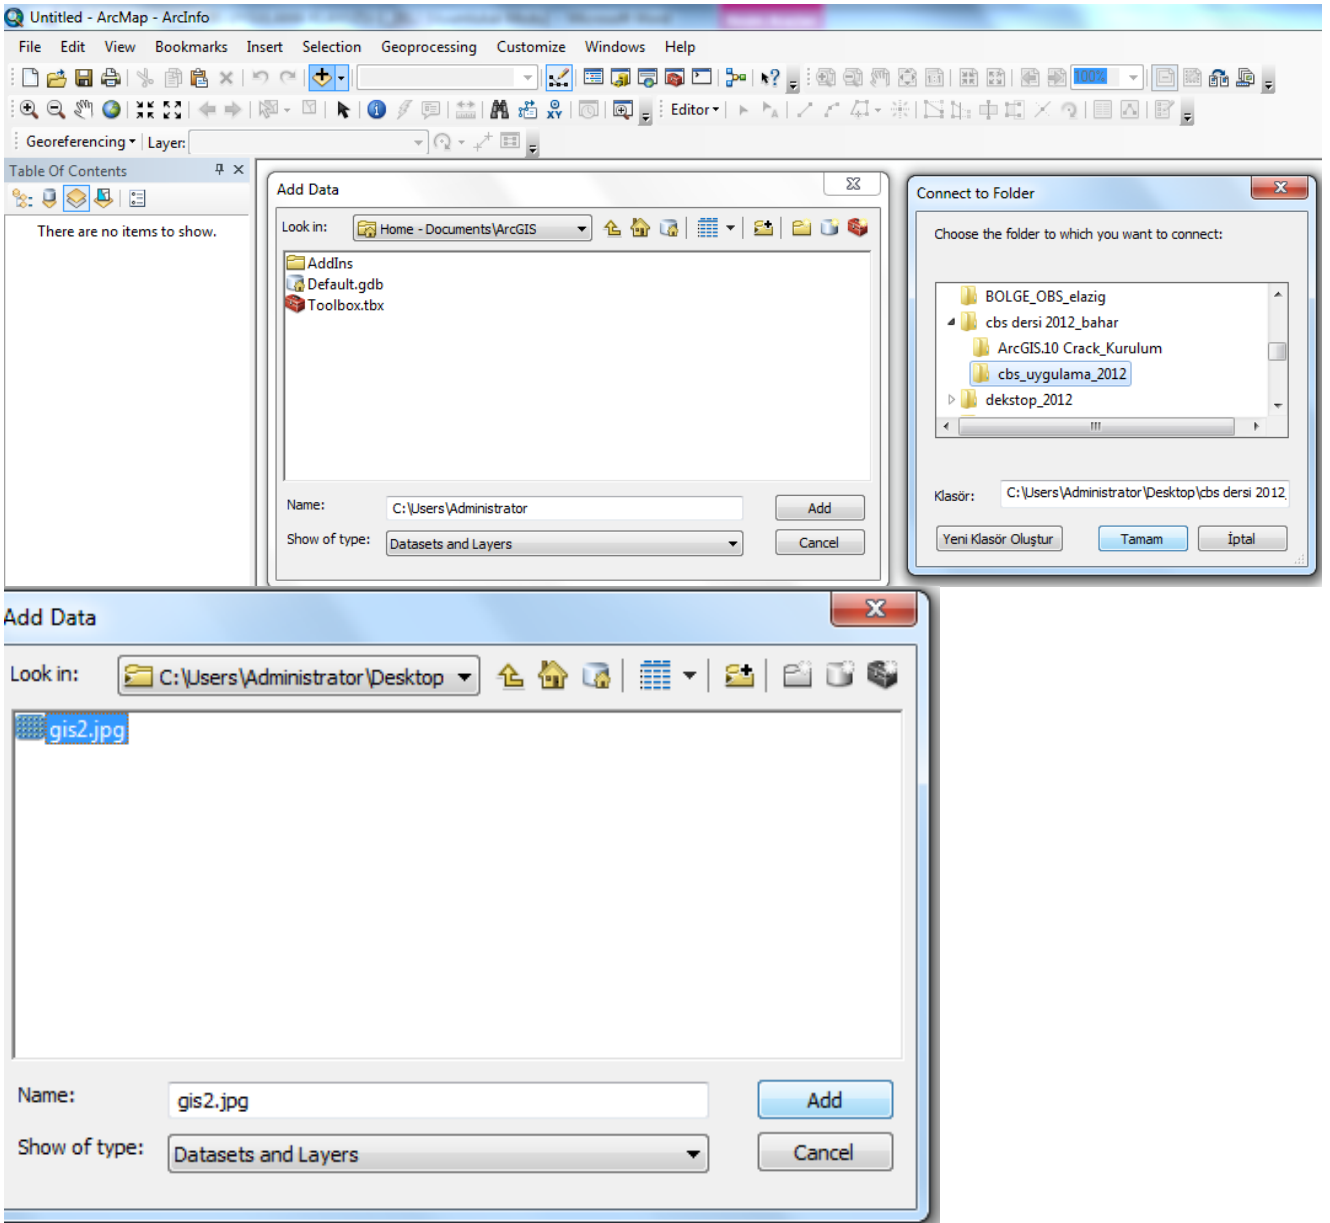 Untitled - ArcMap - ArcInfo
File Edit View Bookmarks Insert Selection Geoprocessing Customize Windows Help
100%
Editor
Georeferencing Layer:
Table Of Contents
There are no items to show.
Add Data
Look in: Home - Documents\ArcGIS
AddIns
Default.gdb
Toolbox.tbx
Name: C:\Users\Administrator Add
Show of type: Datasets and Layers Cancel
Connect to Folder
Choose the folder to which you want to connect:
BOLGE_OBS_elazig
cbs dersi 2012_bahar
ArcGIS.10 Crack_Kurulum
cbs_uygulama_2012
dekstop_2012
Klasör: C:\Users\Administrator\Desktop\cbs dersi 2012_
Yeni Klasör Oluştur Tamam İptal
Add Data
Look in: C:\Users\Administrator\Desktop
gis2.jpg
Name: gis2.jpg Add
Show of type: Datasets and Layers Cancel